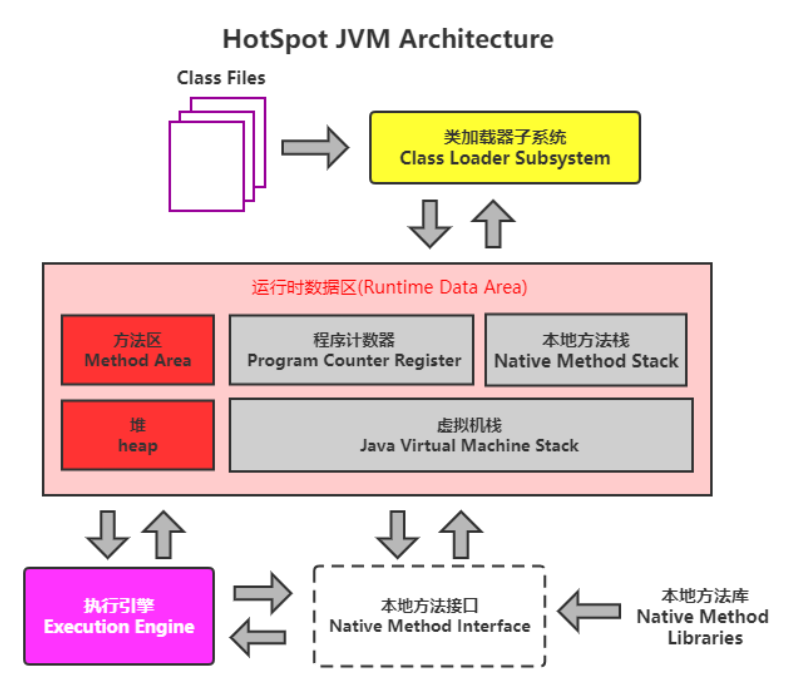 HotSpot JVM Architecture
Class Files
类加载器子系统
Class Loader Subsystem
运行时数据区(Runtime Data Area)
方法区
Method Area
程序计数器
Program Counter Register
本地方法栈
Native Method Stack
堆
heap
虚拟机栈
Java Virtual Machine Stack
执行引擎
Execution Engine
本地方法接口
Native Method Interface
本地方法库
Native Method
Libraries